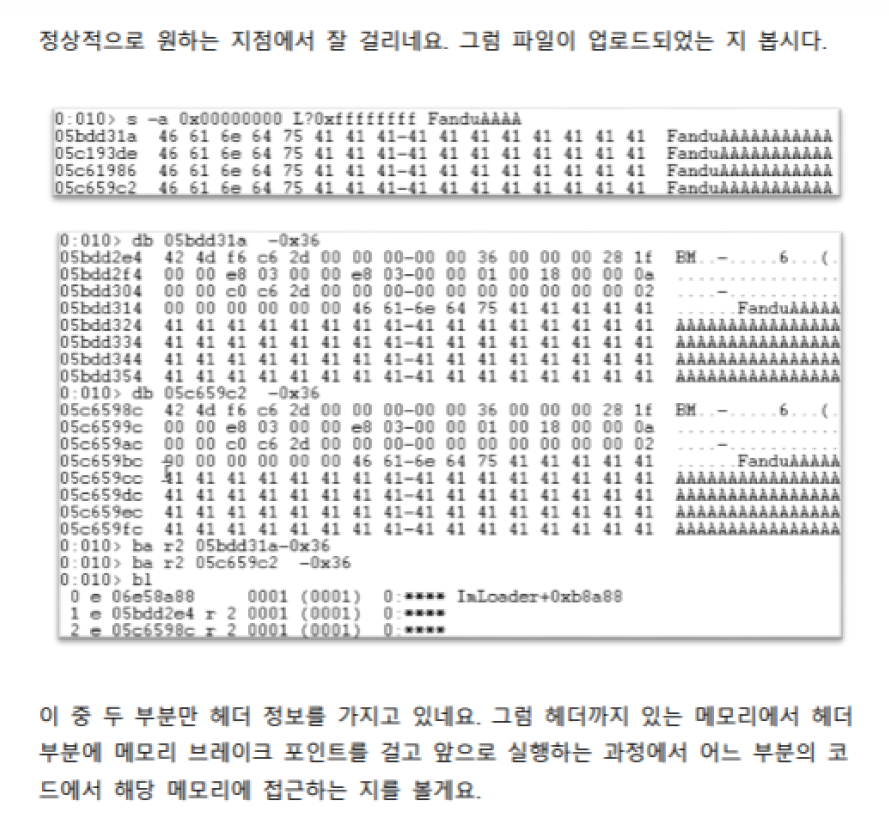 정상적으로 원하는 지점에서 잘 걸리네요. 그럼 파일이 업로드되었는 지 봅시다.
0:010> s -a 0x00000000 L?0xffffffff FanduAAAA
05bdd31a  46 61 6e 64 75 41 41 41-41 41 41 41 41 41 41 41  FanduAAAAAAAAAAA
05c193de  46 61 6e 64 75 41 41 41-41 41 41 41 41 41 41 41  FanduAAAAAAAAAAA
05c61986  46 61 6e 64 75 41 41 41-41 41 41 41 41 41 41 41  FanduAAAAAAAAAAA
05c659c2  46 61 6e 64 75 41 41 41-41 41 41 41 41 41 41 41  FanduAAAAAAAAAAA
0:010> db 05bdd31a  -0x36
05bdd2e4  42 4d f6 c6 2d 00 00 00-00 00 36 00 00 00 28 1f  BM..-.....6...(.
05bdd2f4  00 00 e8 03 00 00 e8 03-00 00 01 00 18 00 00 0a  ................
05bdd304  00 00 c0 c6 2d 00 00 00-00 00 00 00 00 00 00 02  ....-...........
05bdd314  00 00 00 00 00 00 46 61-6e 64 75 41 41 41 41 41  ......FanduAAAAA
05bdd324  41 41 41 41 41 41 41 41-41 41 41 41 41 41 41 41  AAAAAAAAAAAAAAAA
05bdd334  41 41 41 41 41 41 41 41-41 41 41 41 41 41 41 41  AAAAAAAAAAAAAAAA
05bdd344  41 41 41 41 41 41 41 41-41 41 41 41 41 41 41 41  AAAAAAAAAAAAAAAA
05bdd354  41 41 41 41 41 41 41 41-41 41 41 41 41 41 41 41  AAAAAAAAAAAAAAAA
0:010> db 05c659c2  -0x36
05c6598c  42 4d f6 c6 2d 00 00 00-00 00 36 00 00 00 28 1f  BM..-.....6...(.
05c6599c  00 00 e8 03 00 00 e8 03-00 00 01 00 18 00 00 0a  ................
05c659ac  00 00 c0 c6 2d 00 00 00-00 00 00 00 00 00 00 02  ....-...........
05c659bc  00 00 00 00 00 00 46 61-6e 64 75 41 41 41 41 41  ......FanduAAAAA
05c659cc  41 41 41 41 41 41 41 41-41 41 41 41 41 41 41 41  AAAAAAAAAAAAAAAA
05c659dc  41 41 41 41 41 41 41 41-41 41 41 41 41 41 41 41  AAAAAAAAAAAAAAAA
05c659ec  41 41 41 41 41 41 41 41-41 41 41 41 41 41 41 41  AAAAAAAAAAAAAAAA
05c659fc  41 41 41 41 41 41 41 41-41 41 41 41 41 41 41 41  AAAAAAAAAAAAAAAA
0:010> ba r2 05bdd31a-0x36
0:010> ba r2 05c659c2  -0x36
0:010> bl
0 e 06e58a88     0001 (0001)  0:**** ImLoader+0xb8a88
1 e 05bdd2e4 r 2 0001 (0001)  0:****
2 e 05c6598c r 2 0001 (0001)  0:****
이 중 두 부분만 헤더 정보를 가지고 있네요. 그럼 헤더까지 있는 메모리에서 헤더
부분에 메모리 브레이크 포인트를 걸고 앞으로 실행하는 과정에서 어느 부분의 코
드에서 해당 메모리에 접근하는 지를 볼게요.